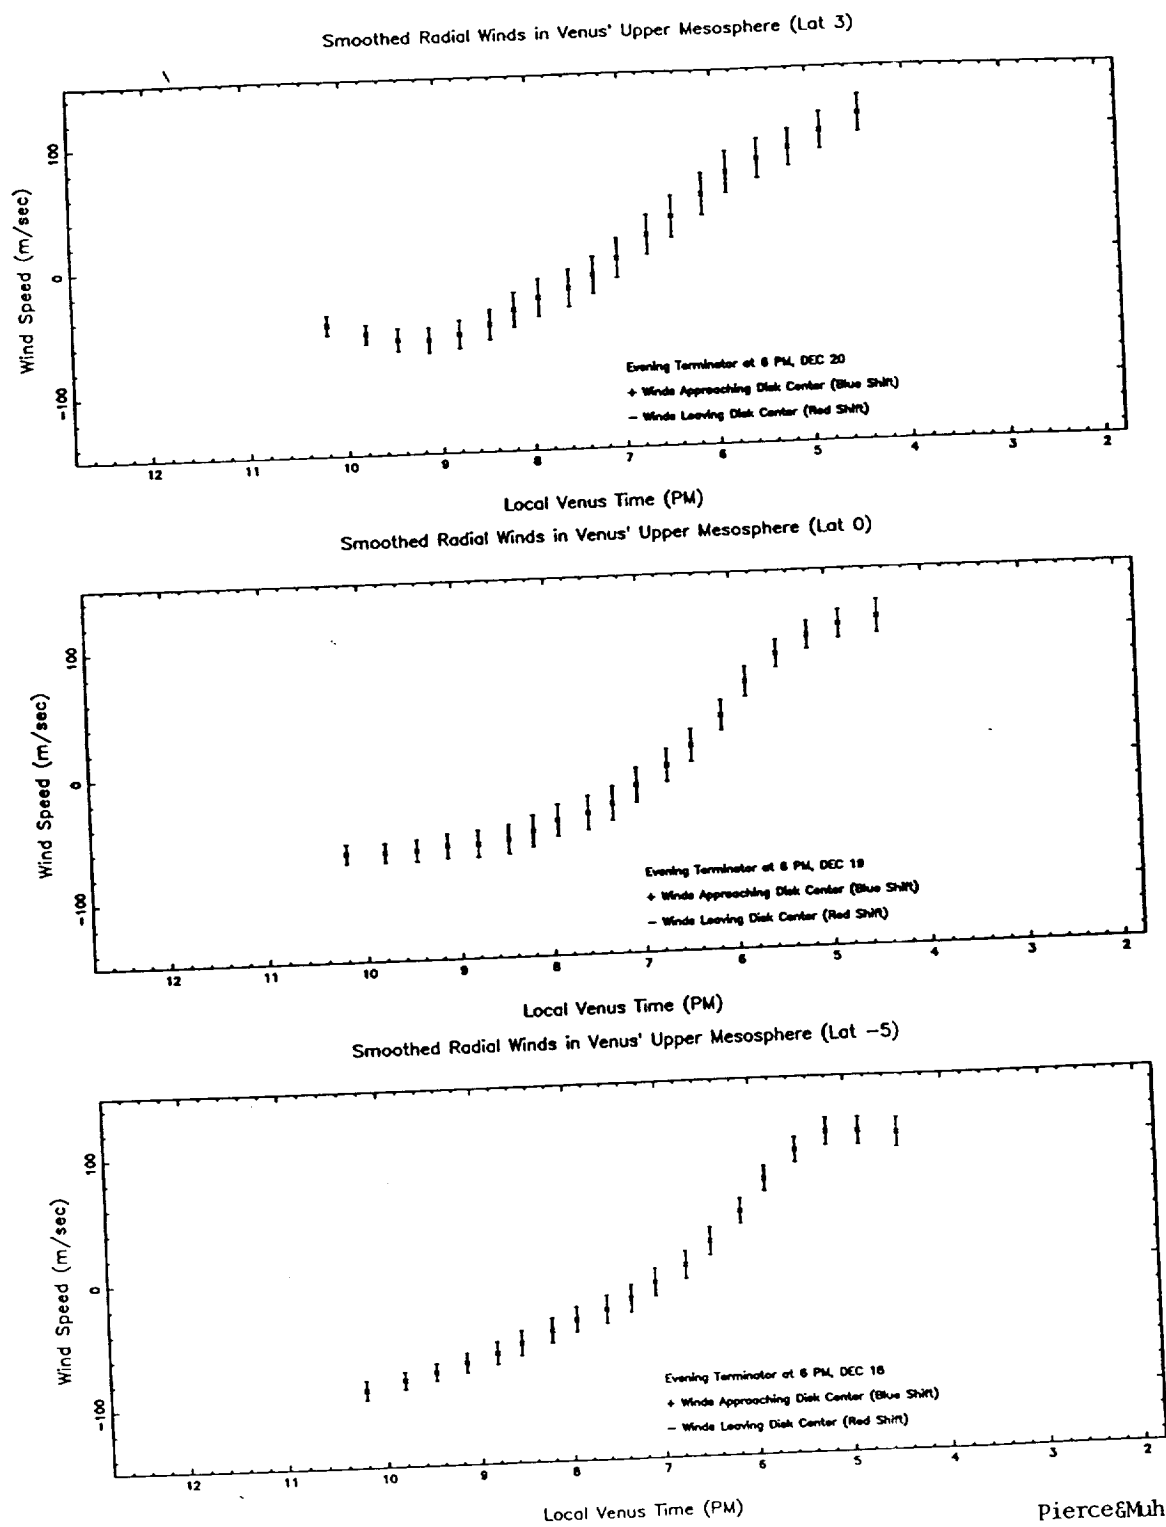 Smoothed Radial Winds in Venus' Upper Mesosphere (Lat 3)
Wind Speed (m/sec)
100
0
-100
Evening Terminator at 6 PM, DEC 20
+ Winds Approaching Disk Center (Blue Shift)
- Winds Leaving Disk Center (Red Shift)
12 11 10 9 8 7 6 5 4 3 2
Local Venus Time (PM)
Smoothed Radial Winds in Venus' Upper Mesosphere (Lat 0)
Wind Speed (m/sec)
100
0
-100
Evening Terminator at 6 PM, DEC 19
+ Winds Approaching Disk Center (Blue Shift)
- Winds Leaving Disk Center (Red Shift)
12 11 10 9 8 7 6 5 4 3 2
Local Venus Time (PM)
Smoothed Radial Winds in Venus' Upper Mesosphere (Lat -5)
Wind Speed (m/sec)
100
0
-100
Evening Terminator at 6 PM, DEC 16
+ Winds Approaching Disk Center (Blue Shift)
- Winds Leaving Disk Center (Red Shift)
12 11 10 9 8 7 6 5 4 3 2
Local Venus Time (PM)
Pierce&Muh